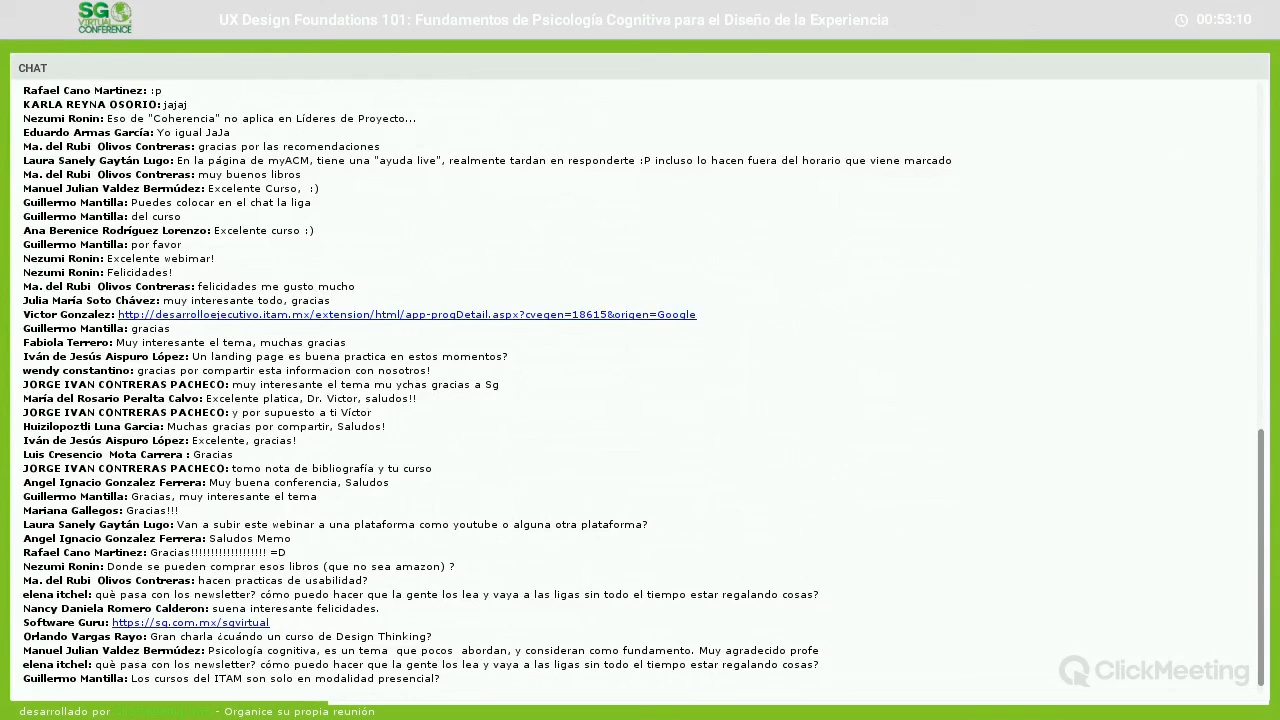 SG
VIRTUAL
CONFERENCE
UX Design Foundations 101: Fundamentos de Psicología Cognitiva para el Diseño de la Experiencia
00:53:10
CHAT
Rafael Cano Martinez: :p
KARLA REYNA OSORIO: jajaj
Nezumi Ronin: Eso de "Coherencia" no aplica en Líderes de Proyecto...
Eduardo Armas García: Yo igual JaJa
Ma. del Rubi Olivos Contreras: gracias por las recomendaciones
Laura Sanely Gaytán Lugo: En la página de myACM, tiene una "ayuda live", realmente tardan en responderte :P incluso lo hacen fuera del horario que viene marcado
Ma. del Rubi Olivos Contreras: muy buenos libros
Manuel Julian Valdez Bermúdez: Excelente Curso, :)
Guillermo Mantilla: Puedes colocar en el chat la liga
Guillermo Mantilla: del curso
Ana Berenice Rodríguez Lorenzo: Excelente curso :)
Guillermo Mantilla: por favor
Nezumi Ronin: Excelente webimar!
Nezumi Ronin: Felicidades!
Ma. del Rubi Olivos Contreras: felicidades me gusto mucho
Julia María Soto Chávez: muy interesante todo, gracias
Victor Gonzalez: http://desarrolloejecutivo.itam.mx/extension/html/app-progDetail.aspx?cvegen=18615&origen=Google
Guillermo Mantilla: gracias
Fabiola Terrero: Muy interesante el tema, muchas gracias
Iván de Jesús Aispuro López: Un landing page es buena practica en estos momentos?
wendy constantino: gracias por compartir esta informacion con nosotros!
JORGE IVAN CONTRERAS PACHECO: muy interesante el tema mu ychas gracias a Sg
María del Rosario Peralta Calvo: Excelente platica, Dr. Victor, saludos!!
JORGE IVAN CONTRERAS PACHECO: y por supuesto a ti Víctor
Huizilopoztli Luna Garcia: Muchas gracias por compartir, Saludos!
Iván de Jesús Aispuro López: Excelente, gracias!
Luis Cresencio Mota Carrera : Gracias
JORGE IVAN CONTRERAS PACHECO: tomo nota de bibliografía y tu curso
Angel Ignacio Gonzalez Ferrera: Muy buena conferencia, Saludos
Guillermo Mantilla: Gracias, muy interesante el tema
Mariana Gallegos: Gracias!!!
Laura Sanely Gaytán Lugo: Van a subir este webinar a una plataforma como youtube o alguna otra plataforma?
Angel Ignacio Gonzalez Ferrera: Saludos Memo
Rafael Cano Martinez: Gracias!!!!!!!!!!!!!!!!!!! =D
Nezumi Ronin: Donde se pueden comprar esos libros (que no sea amazon) ?
Ma. del Rubi Olivos Contreras: hacen practicas de usabilidad?
elena itchel: què pasa con los newsletter? cómo puedo hacer que la gente los lea y vaya a las ligas sin todo el tiempo estar regalando cosas?
Nancy Daniela Romero Calderon: suena interesante felicidades.
Software Guru: https://sg.com.mx/sgvirtual
Orlando Vargas Rayo: Gran charla ¿cuándo un curso de Design Thinking?
Manuel Julian Valdez Bermúdez: Psicología cognitiva, es un tema que pocos abordan, y consideran como fundamento. Muy agradecido profe
elena itchel: què pasa con los newsletter? cómo puedo hacer que la gente los lea y vaya a las ligas sin todo el tiempo estar regalando cosas?
Guillermo Mantilla: Los cursos del ITAM son solo en modalidad presencial?
ClickMeeting
desarrollado por - Organice su propia reunión